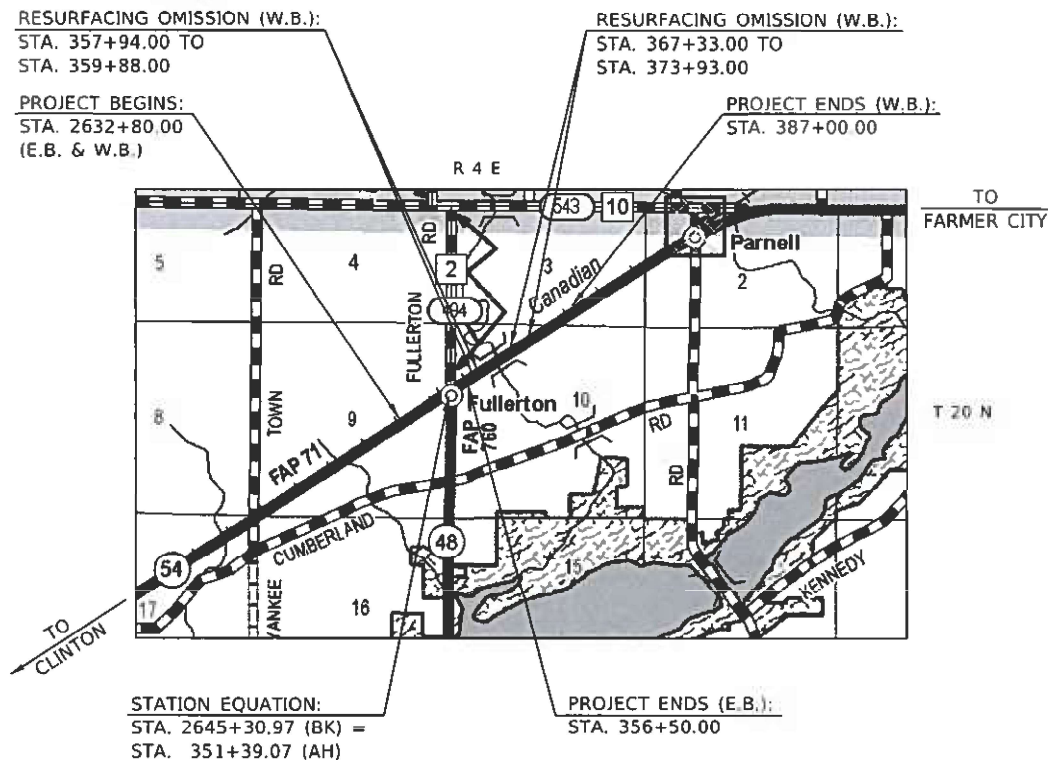 RESURFACING OMISSION (W.B.):
STA. 357+94.00 TO
STA. 359+88.00
RESURFACING OMISSION (W.B.):
STA. 367+33.00 TO
STA. 373+93.00
PROJECT BEGINS:
STA. 2632+80.00
(E.B. & W.B.)
PROJECT ENDS (W.B.):
STA. 387+00.00
R 4 E
TO
FARMER CITY
543
10
Parnell
5
4
3
2
RD
RD
2
Canadian
FULLERTON
Fullerton
T 20 N
8
9
10
11
TOWN
FAP 71
FAP
760
RD
RD
CUMBERLAND
54
48
15
KENNEDY
17
16
YANKEE
TO
CLINTON
STATION EQUATION:
STA. 2645+30.97 (BK) =
STA. 351+39.07 (AH)
PROJECT ENDS (E.B.):
STA. 356+50.00